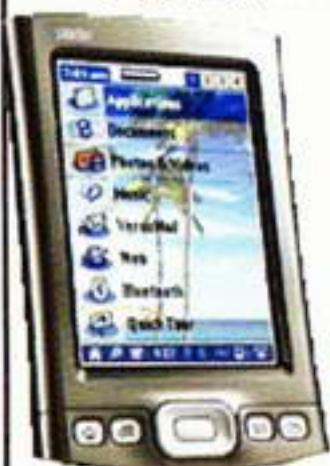 Applications
Documents
Photos & Videos
Music
VersaMail
Web
Bluetooth
Quick Tour